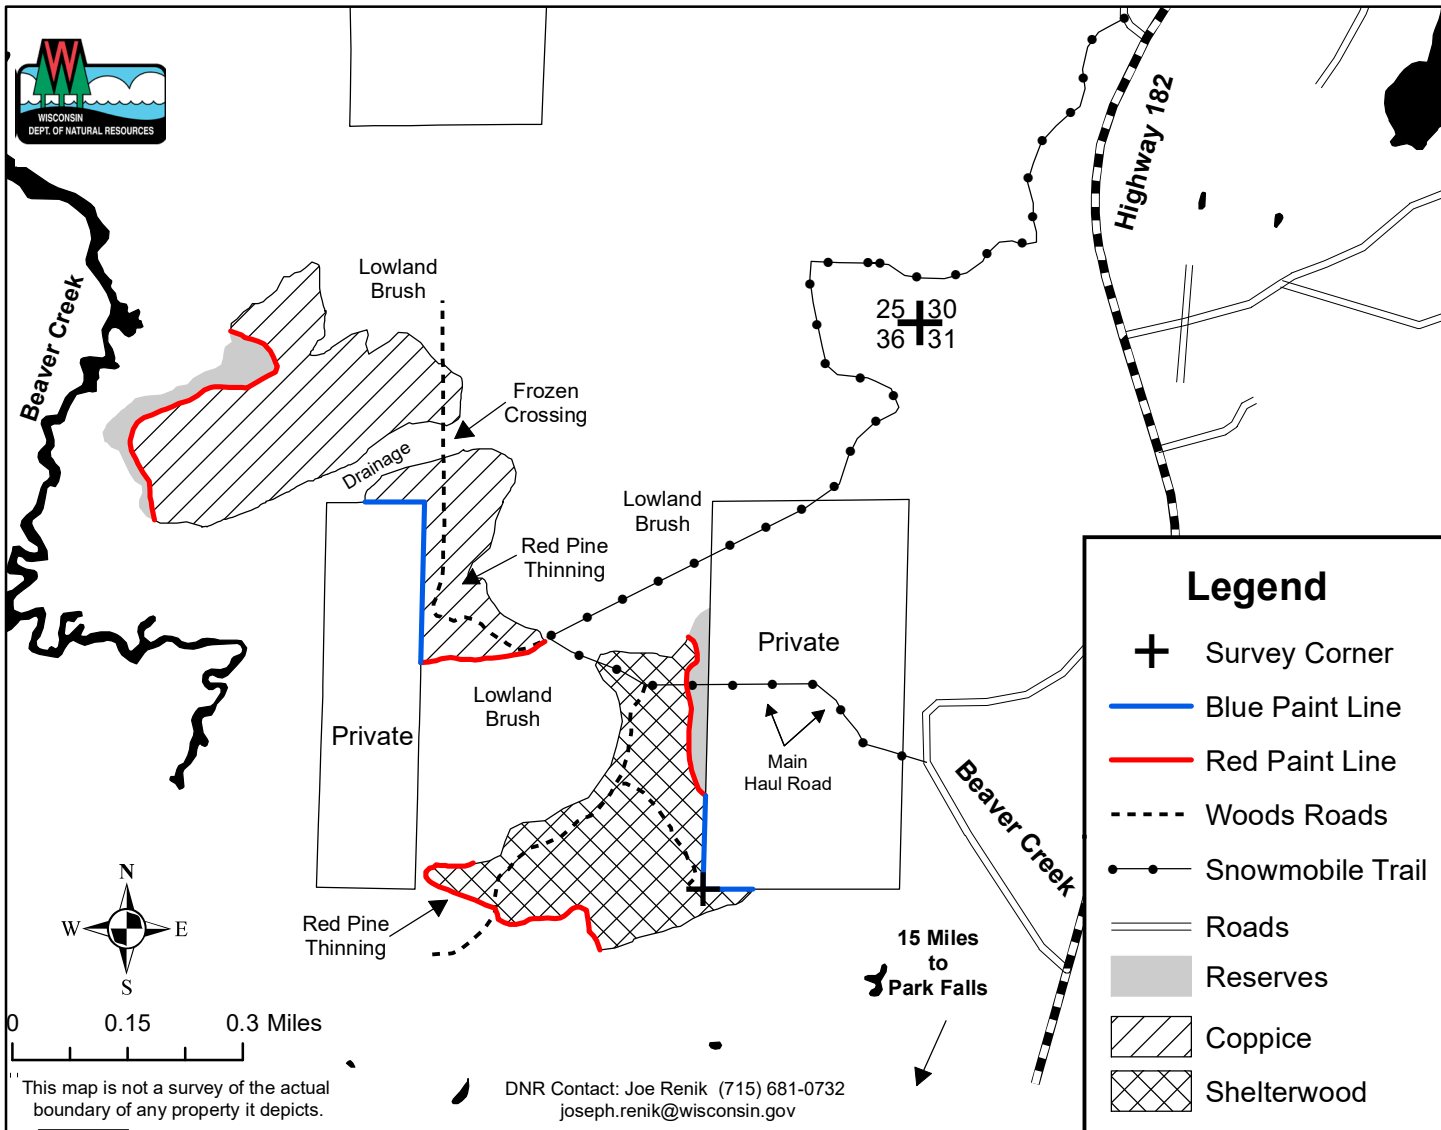 WISCONSIN
DEPT. OF NATURAL RESOURCES
Highway 182
Beaver Creek
Lowland
Brush
25 30
36 31
Frozen
Crossing
Drainage
Lowland
Brush
Red Pine
Thinning
Private
Lowland
Brush
Private
Main
Haul Road
Beaver Creek
Red Pine
Thinning
15 Miles
to
Park Falls
N
W E
S
0 0.15 0.3 Miles
This map is not a survey of the actual
boundary of any property it depicts.
DNR Contact: Joe Renik (715) 681-0732
joseph.renik@wisconsin.gov
Legend
Survey Corner
Blue Paint Line
Red Paint Line
Woods Roads
Snowmobile Trail
Roads
Reserves
Coppice
Shelterwood